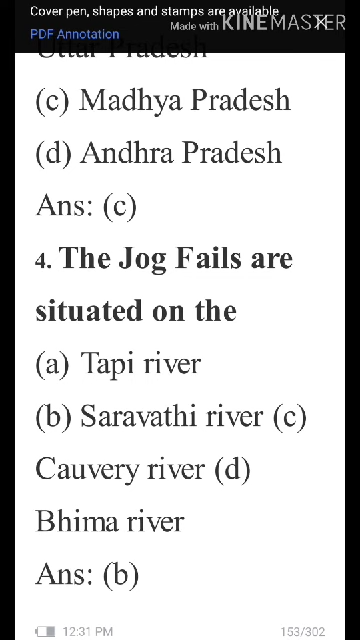 Cover pen, shapes and stamps are available
Made with KINEMASTER
PDF Annotation
Uttar Pradesh
(c) Madhya Pradesh
(d) Andhra Pradesh
Ans: (c)
4. The Jog Fails are
situated on the
(a) Tapi river
(b) Saravathi river (c)
Cauvery river (d)
Bhima river
Ans: (b)
12:31 PM
153/302